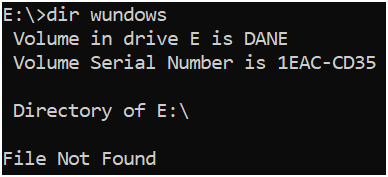 E:\>dir wundows
 Volume in drive E is DANE
 Volume Serial Number is 1EAC-CD35

 Directory of E:\

File Not Found